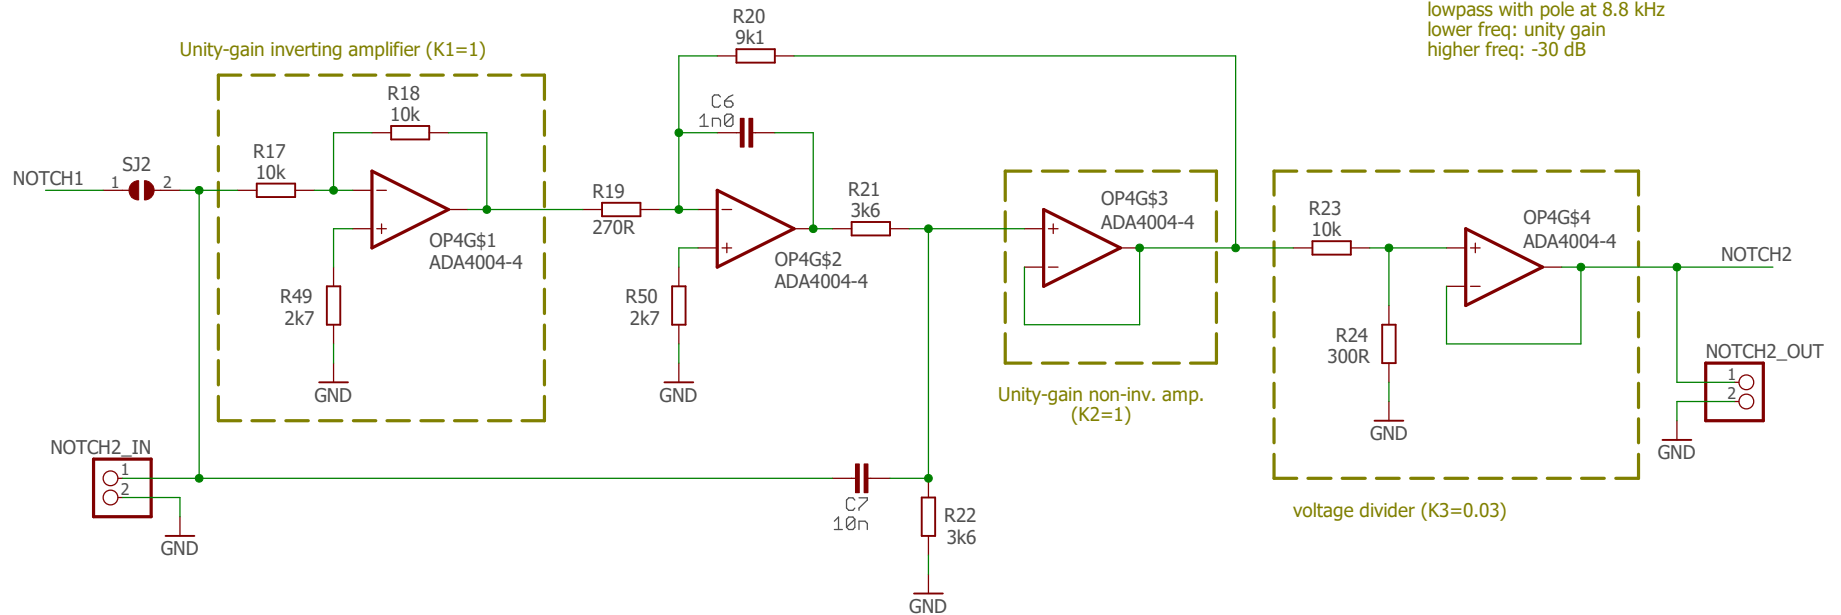 lowpass with pole at 8.8 kHz
lower freq: unity gain
higher freq: -30 dB
R20
9k1
Unity-gain inverting amplifier (K1=1)
R18
10k
C6
1n0
NOTCH1
SJ2
1
2
R17
10k
OP4G$1
ADA4004-4
R49
2k7
GND
R19
270R
OP4G$2
ADA4004-4
R50
2k7
GND
R21
3k6
OP4G$3
ADA4004-4
Unity-gain non-inv. amp.
(K2=1)
R23
10k
OP4G$4
ADA4004-4
R24
300R
GND
NOTCH2
NOTCH2_OUT
1
2
GND
voltage divider (K3=0.03)
NOTCH2_IN
1
2
GND
C7
10n
R22
3k6
GND